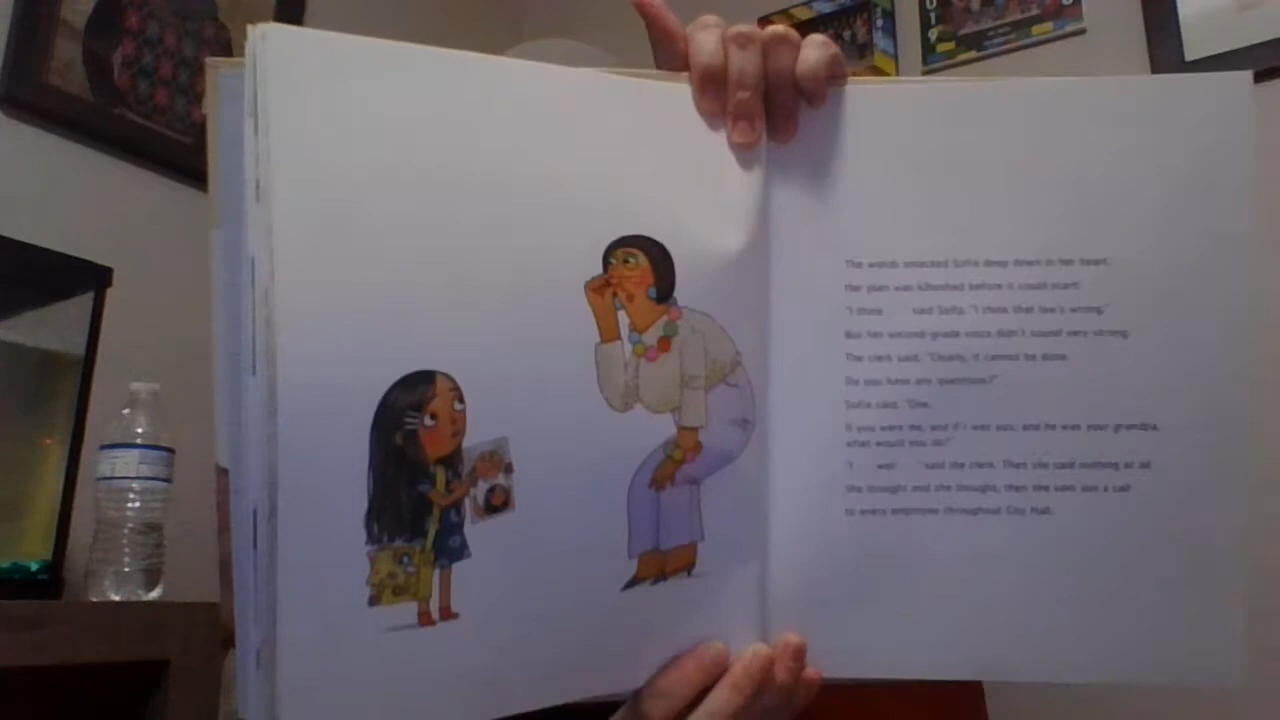 The words smacked Sofia deep down in her heart.
Her plan was kiboshed before it could start!
"I think said Sofia. "I think that law's wrong."
But her second-grade voice didn't sound very strong.
The clerk said, "Clearly, it cannot be done.
Do you have any questions?"
Sofia said, "One.
If you were me, and if I was you, and he was your grandpa,
what would you do?"
"I well " said the clerk. Then she said nothing at all.
She thought and she thought, then she sent out a call
to every employee throughout City Hall.